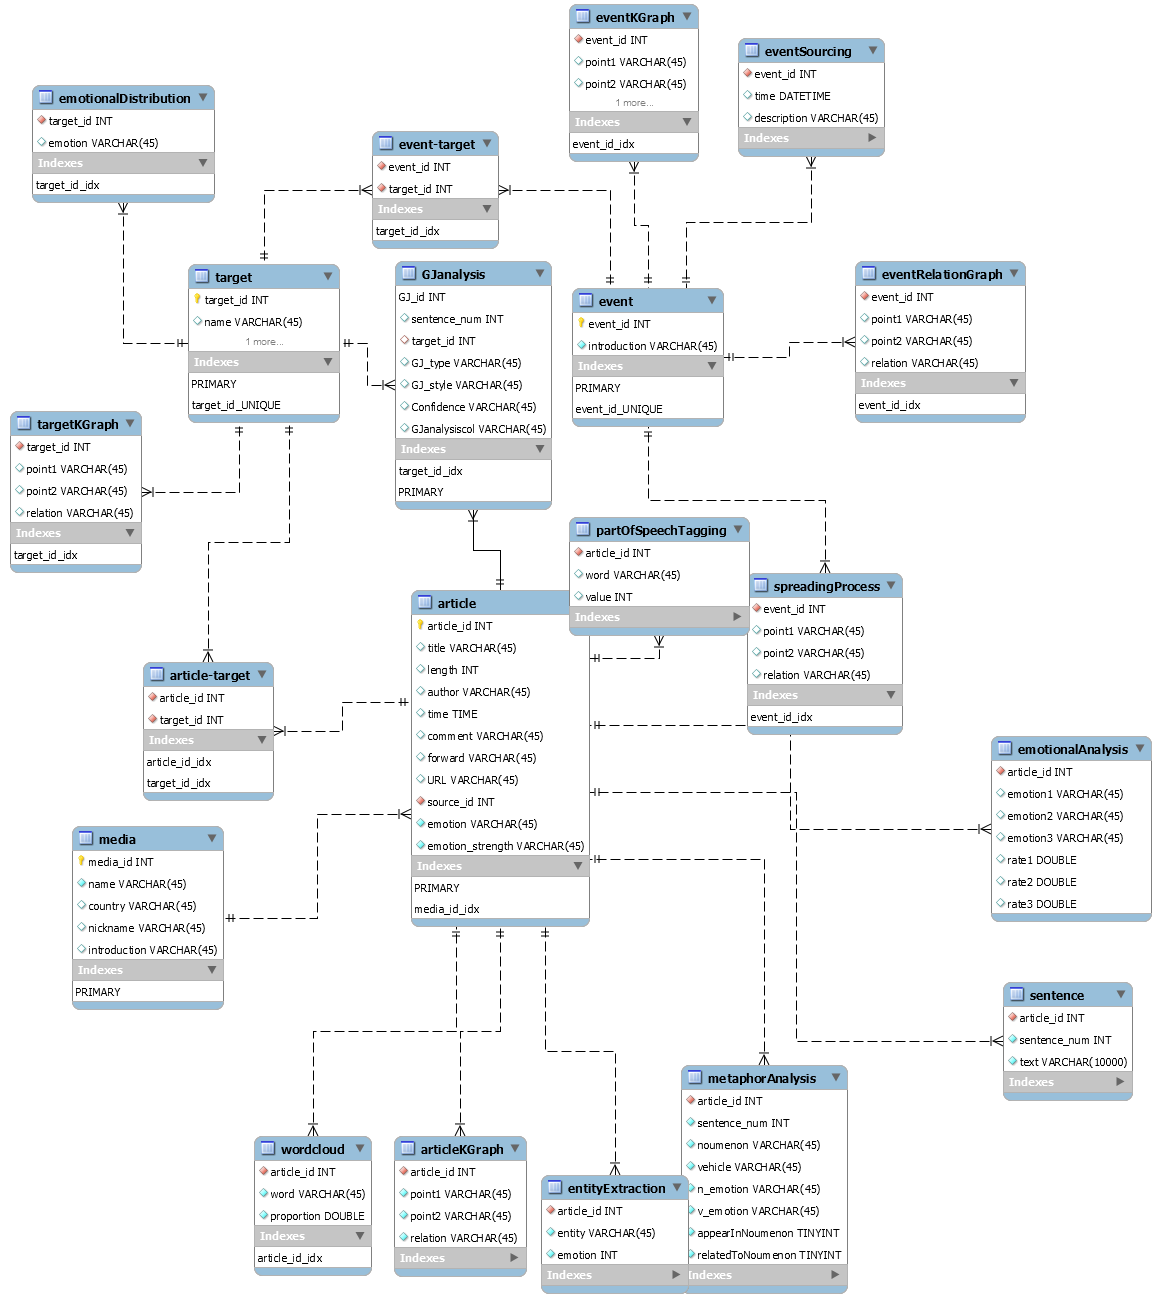 eventKGraph
event_id INT
point1 VARCHAR(45)
point2 VARCHAR(45)
1 more...
Indexes
event_id_idx
eventSourcing
event_id INT
time DATETIME
description VARCHAR(45)
Indexes
emotionalDistribution
target_id INT
emotion VARCHAR(45)
Indexes
target_id_idx
event-target
event_id INT
target_id INT
Indexes
target_id_idx
target
target_id INT
name VARCHAR(45)
1 more...
Indexes
PRIMARY
target_id_UNIQUE
GJanalysis
GJ_id INT
sentence_num INT
target_id INT
GJ_type VARCHAR(45)
GJ_style VARCHAR(45)
Confidence VARCHAR(45)
GJanalysiscol VARCHAR(45)
Indexes
target_id_idx
PRIMARY
event
event_id INT
introduction VARCHAR(45)
Indexes
PRIMARY
event_id_UNIQUE
eventRelationGraph
event_id INT
point1 VARCHAR(45)
point2 VARCHAR(45)
relation VARCHAR(45)
Indexes
event_id_idx
targetKGraph
target_id INT
point1 VARCHAR(45)
point2 VARCHAR(45)
relation VARCHAR(45)
Indexes
target_id_idx
partOfSpeechTagging
article_id INT
word VARCHAR(45)
value INT
Indexes
spreadingProcess
event_id INT
point1 VARCHAR(45)
point2 VARCHAR(45)
relation VARCHAR(45)
Indexes
event_id_idx
article
article_id INT
title VARCHAR(45)
length INT
author VARCHAR(45)
time TIME
comment VARCHAR(45)
forward VARCHAR(45)
URL VARCHAR(45)
source_id INT
emotion VARCHAR(45)
emotion_strength VARCHAR(45)
Indexes
PRIMARY
media_id_idx
article-target
article_id INT
target_id INT
Indexes
article_id_idx
target_id_idx
emotionalAnalysis
article_id INT
emotion1 VARCHAR(45)
emotion2 VARCHAR(45)
emotion3 VARCHAR(45)
rate1 DOUBLE
rate2 DOUBLE
rate3 DOUBLE
media
media_id INT
name VARCHAR(45)
country VARCHAR(45)
nickname VARCHAR(45)
introduction VARCHAR(45)
Indexes
PRIMARY
sentence
article_id INT
sentence_num INT
text VARCHAR(10000)
Indexes
metaphorAnalysis
article_id INT
sentence_num INT
noumenon VARCHAR(45)
vehicle VARCHAR(45)
n_emotion VARCHAR(45)
v_emotion VARCHAR(45)
appearInNoumenon TINYINT
relatedToNoumenon TINYINT
Indexes
wordcloud
article_id INT
word VARCHAR(45)
proportion DOUBLE
Indexes
article_id_idx
articleKGraph
article_id INT
point1 VARCHAR(45)
point2 VARCHAR(45)
relation VARCHAR(45)
Indexes
entityExtraction
article_id INT
entity VARCHAR(45)
emotion INT
Indexes